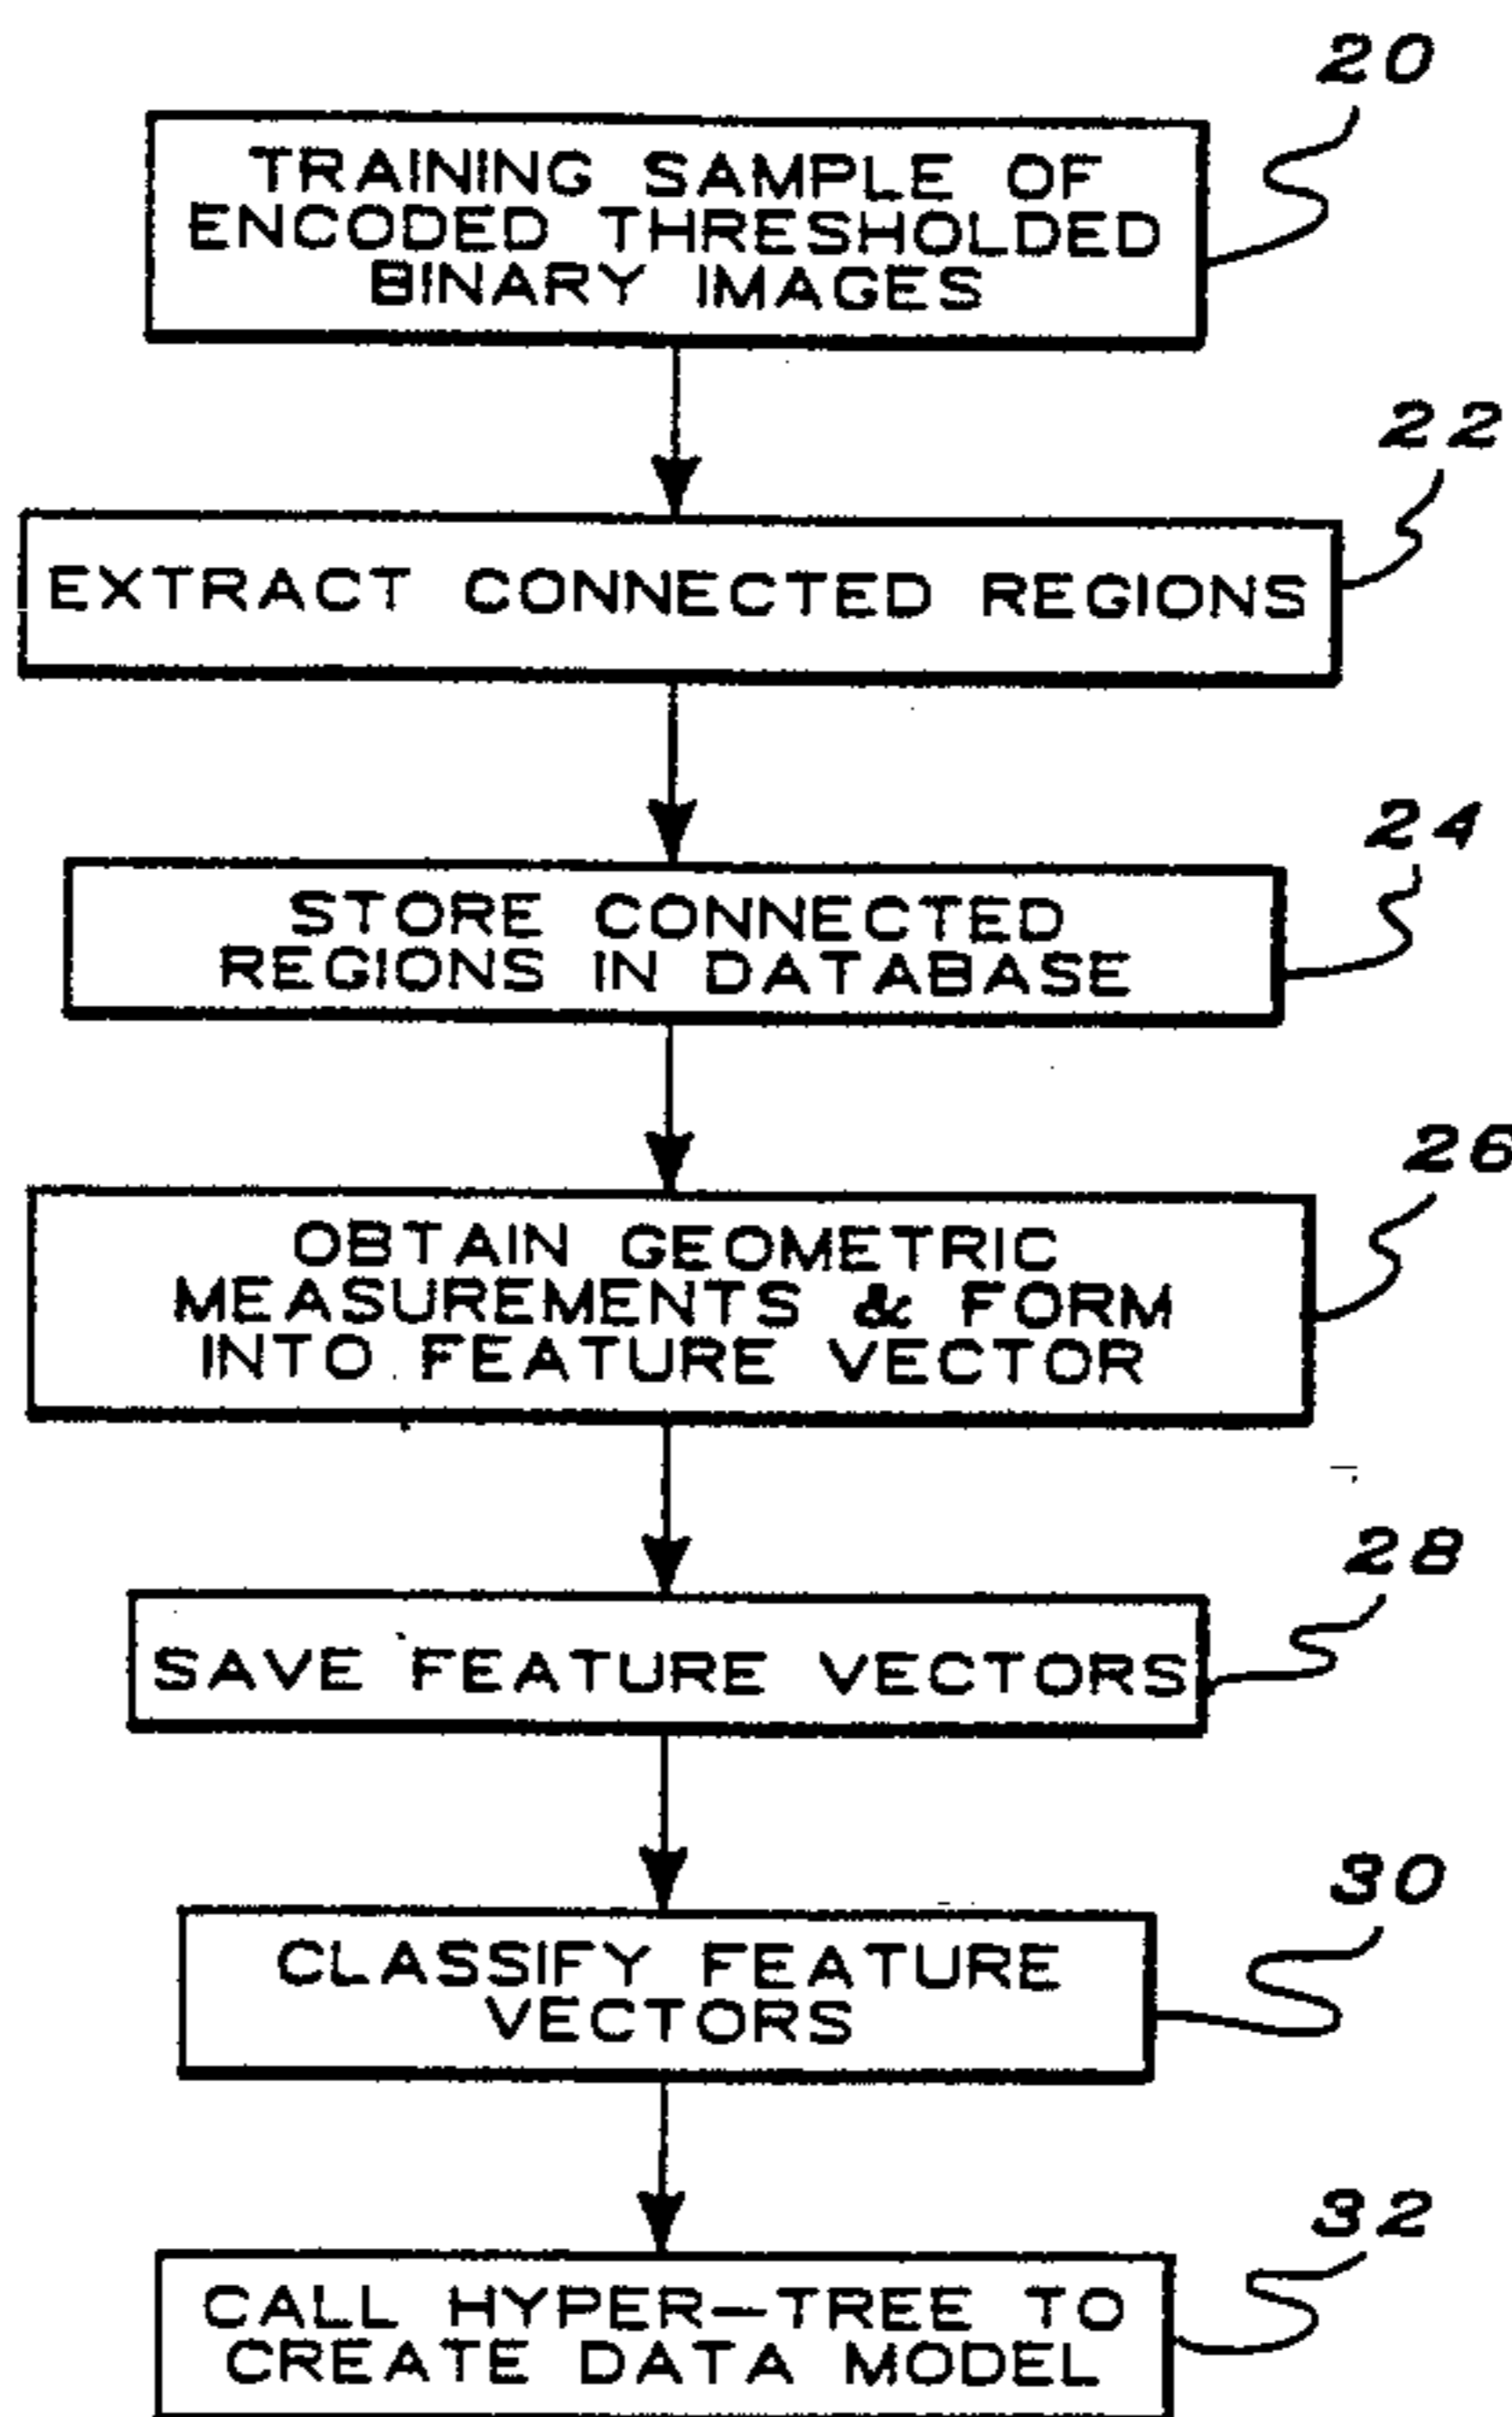 20
TRAINING SAMPLE OF
ENCODED THRESHOLDED
BINARY IMAGES
22
EXTRACT CONNECTED REGIONS
24
STORE CONNECTED
REGIONS IN DATABASE
26
OBTAIN GEOMETRIC
MEASUREMENTS & FORM
INTO FEATURE VECTOR
28
SAVE FEATURE VECTORS
30
CLASSIFY FEATURE
VECTORS
32
CALL HYPER-TREE TO
CREATE DATA MODEL